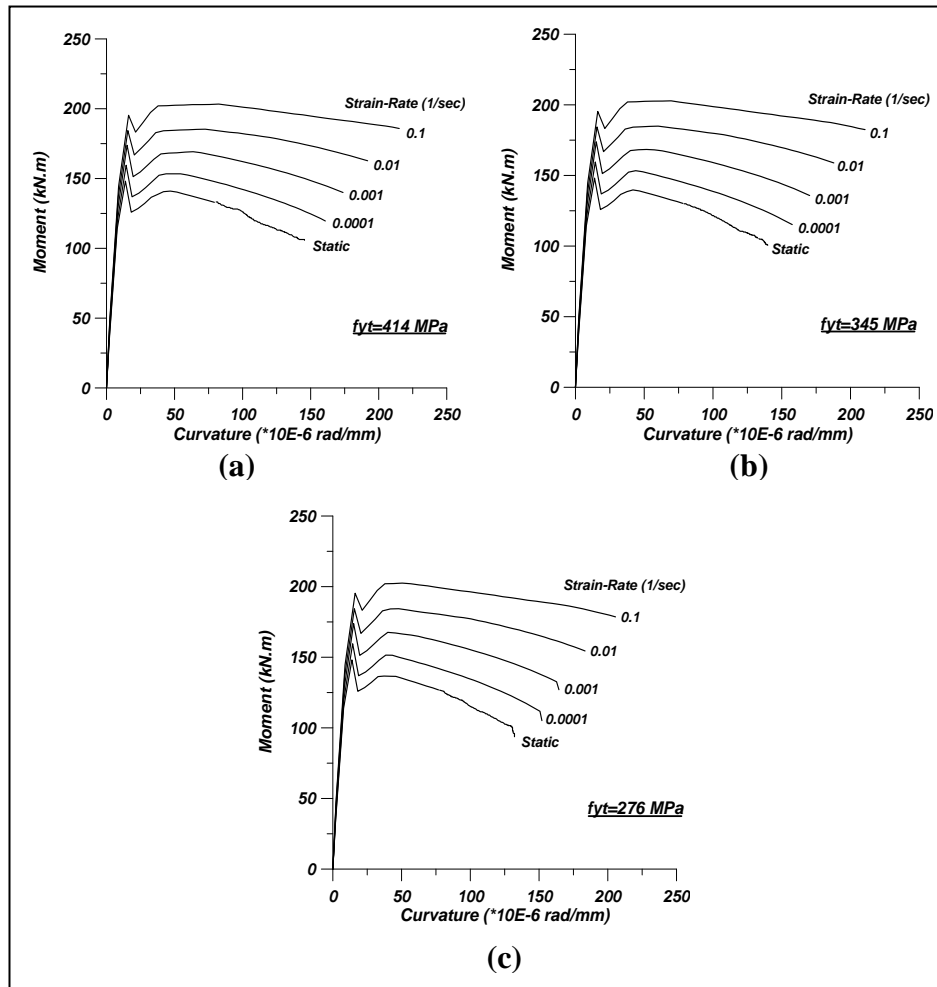 250
200
150
100
50
0
Moment (kN.m)
0 50 100 150 200 250
Curvature (*10E-6 rad/mm)
Strain-Rate (1/sec)
0.1
0.01
0.001
0.0001
Static
fyt=414 MPa
(a)
250
200
150
100
50
0
Moment (kN.m)
0 50 100 150 200 250
Curvature (*10E-6 rad/mm)
Strain-Rate (1/sec)
0.1
0.01
0.001
0.0001
Static
fyt=345 MPa
(b)
250
200
150
100
50
0
Moment (kN.m)
0 50 100 150 200 250
Curvature (*10E-6 rad/mm)
Strain-Rate (1/sec)
0.1
0.01
0.001
0.0001
Static
fyt=276 MPa
(c)